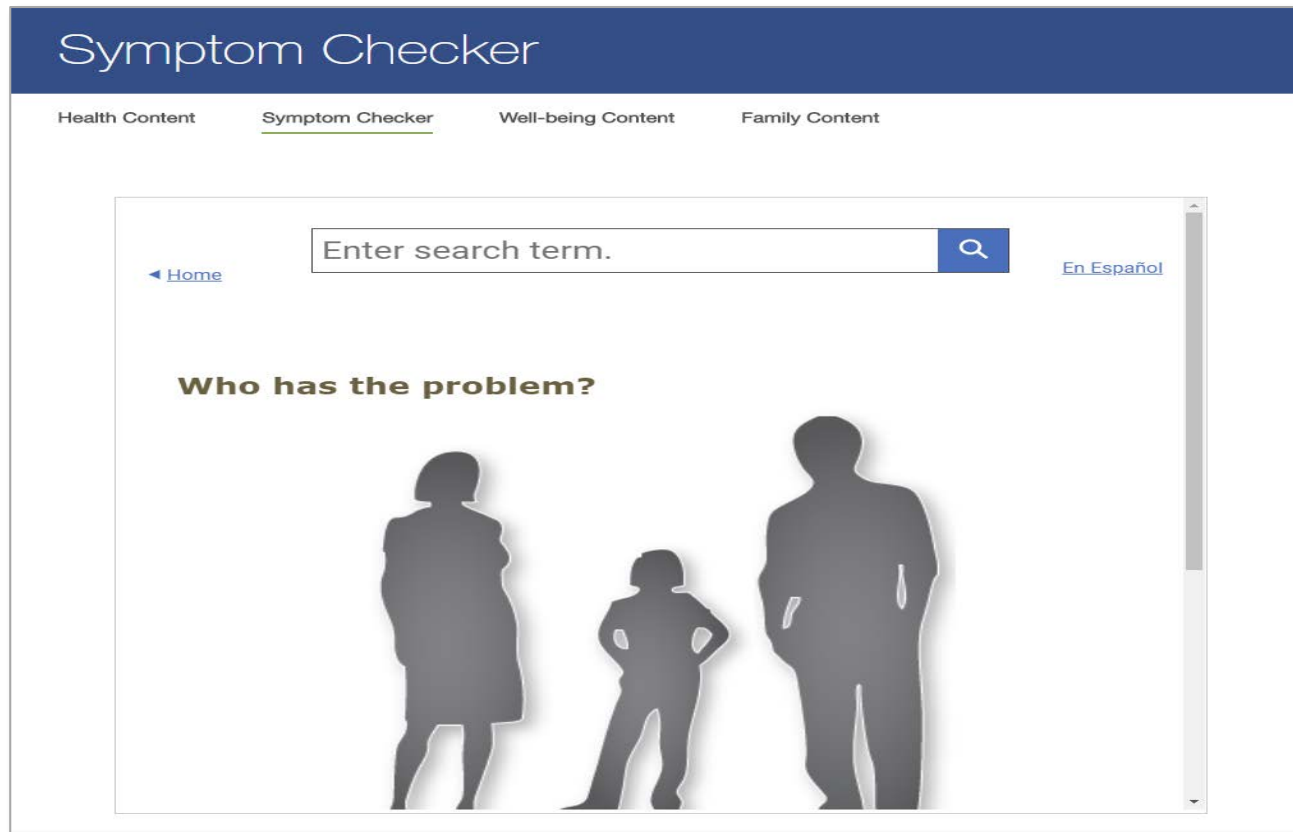 Symptom Checker
Health Content Symptom Checker Well-being Content Family Content
Enter search term.
◄ Home
En Español
Who has the problem?